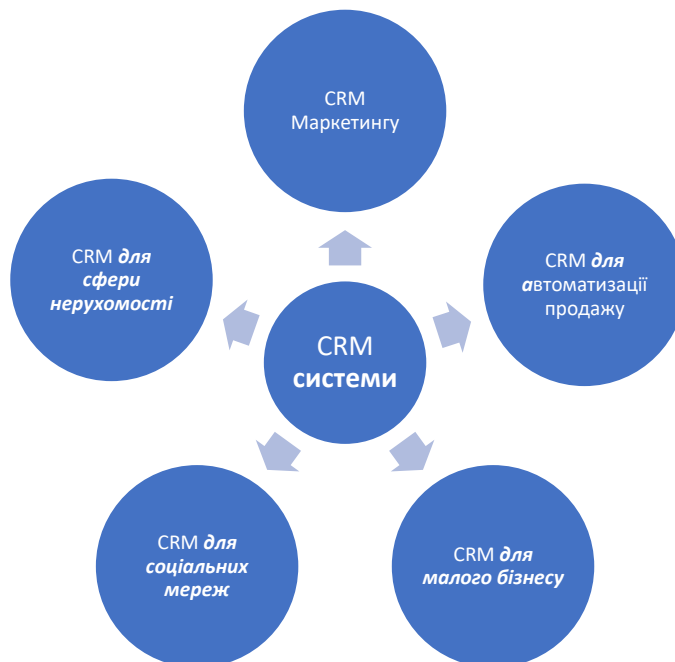 CRM
Маркетингу
CRM для
автоматизації
продажу
CRM для
малого бізнесу
CRM для
соціальних
мереж
CRM для
сфери
нерухомості
CRM
системи